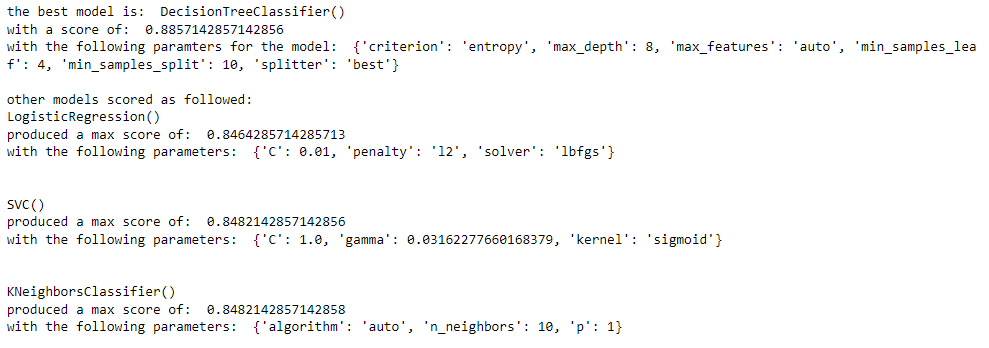 the best model is:  DecisionTreeClassifier()
with a score of:  0.8857142857142856
with the following paramters for the model:  {'criterion': 'entropy', 'max_depth': 8, 'max_features': 'auto', 'min_samples_lea
f': 4, 'min_samples_split': 10, 'splitter': 'best'}

other models scored as followed:
LogisticRegression()
produced a max score of:  0.8464285714285713
with the following parameters:  {'C': 0.01, 'penalty': 'l2', 'solver': 'lbfgs'}


SVC()
produced a max score of:  0.8482142857142856
with the following parameters:  {'C': 1.0, 'gamma': 0.03162277660168379, 'kernel': 'sigmoid'}


KNeighborsClassifier()
produced a max score of:  0.8482142857142858
with the following parameters:  {'algorithm': 'auto', 'n_neighbors': 10, 'p': 1}